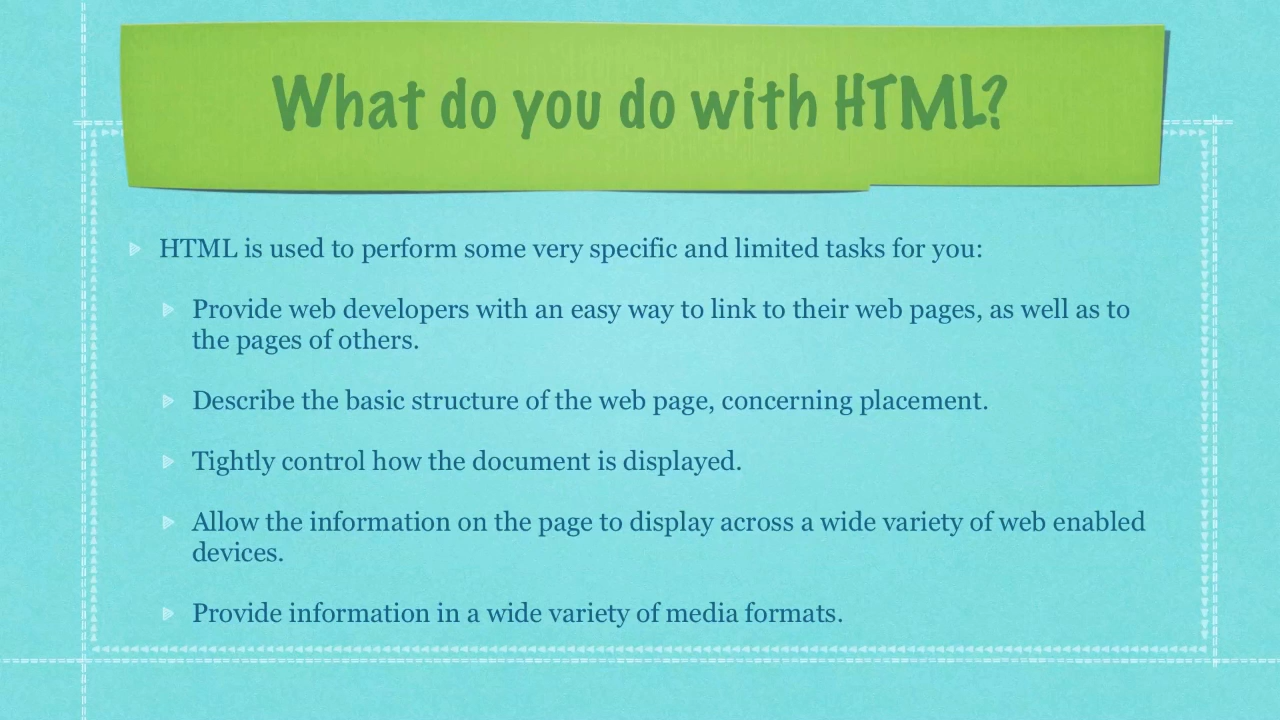 What do you do with HTML?
HTML is used to perform some very specific and limited tasks for you:
Provide web developers with an easy way to link to their web pages, as well as to
the pages of others.
Describe the basic structure of the web page, concerning placement.
Tightly control how the document is displayed.
Allow the information on the page to display across a wide variety of web enabled
devices.
Provide information in a wide variety of media formats.